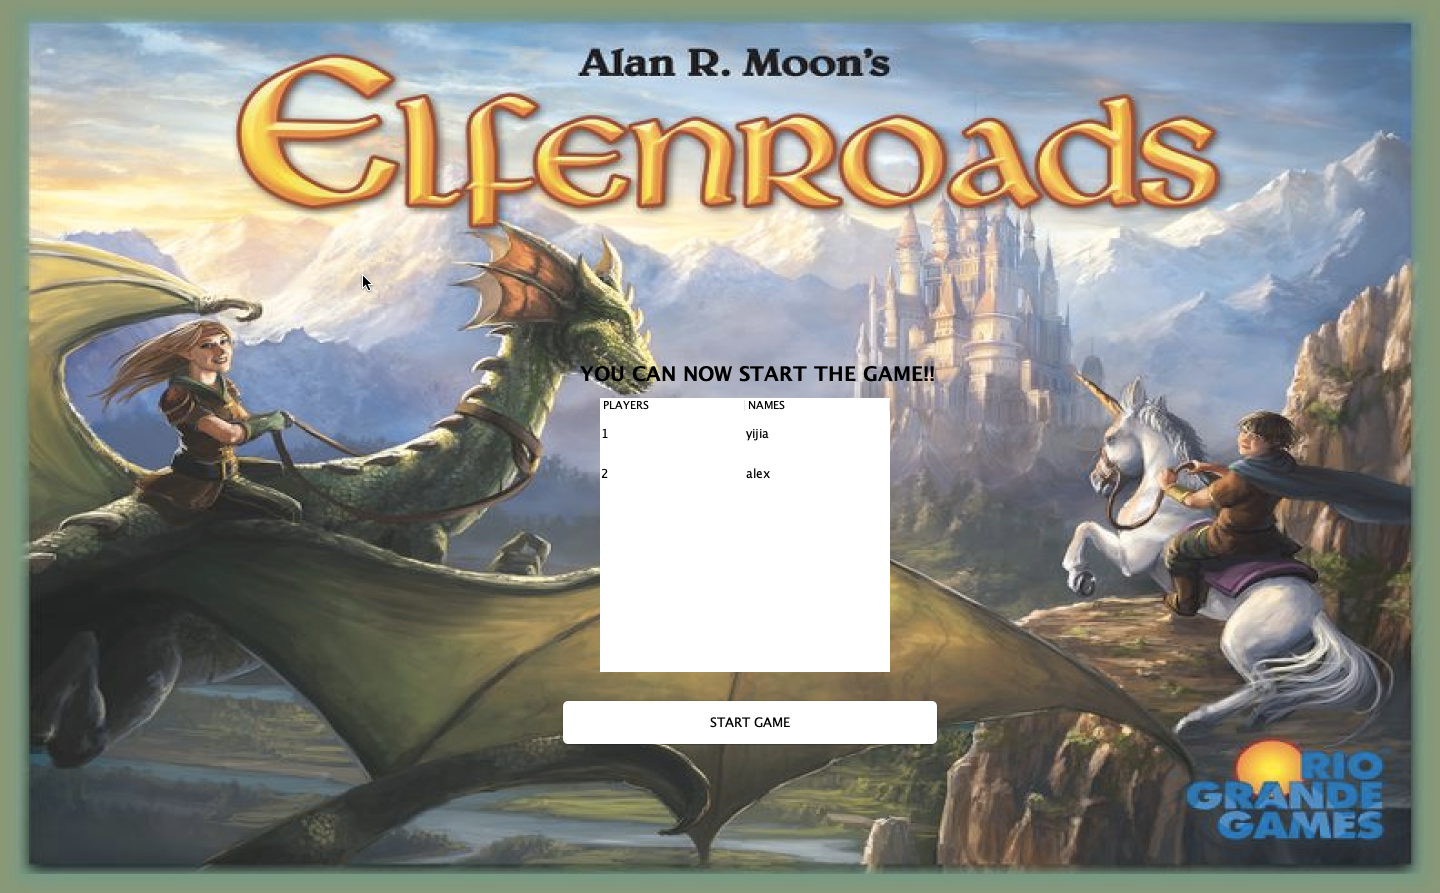 Alan R. Moon's
Elfenroads
YOU CAN NOW START THE GAME!!
PLAYERS NAMES
1 yijia
2 alex
START GAME
RIO
GRANDE
GAMES